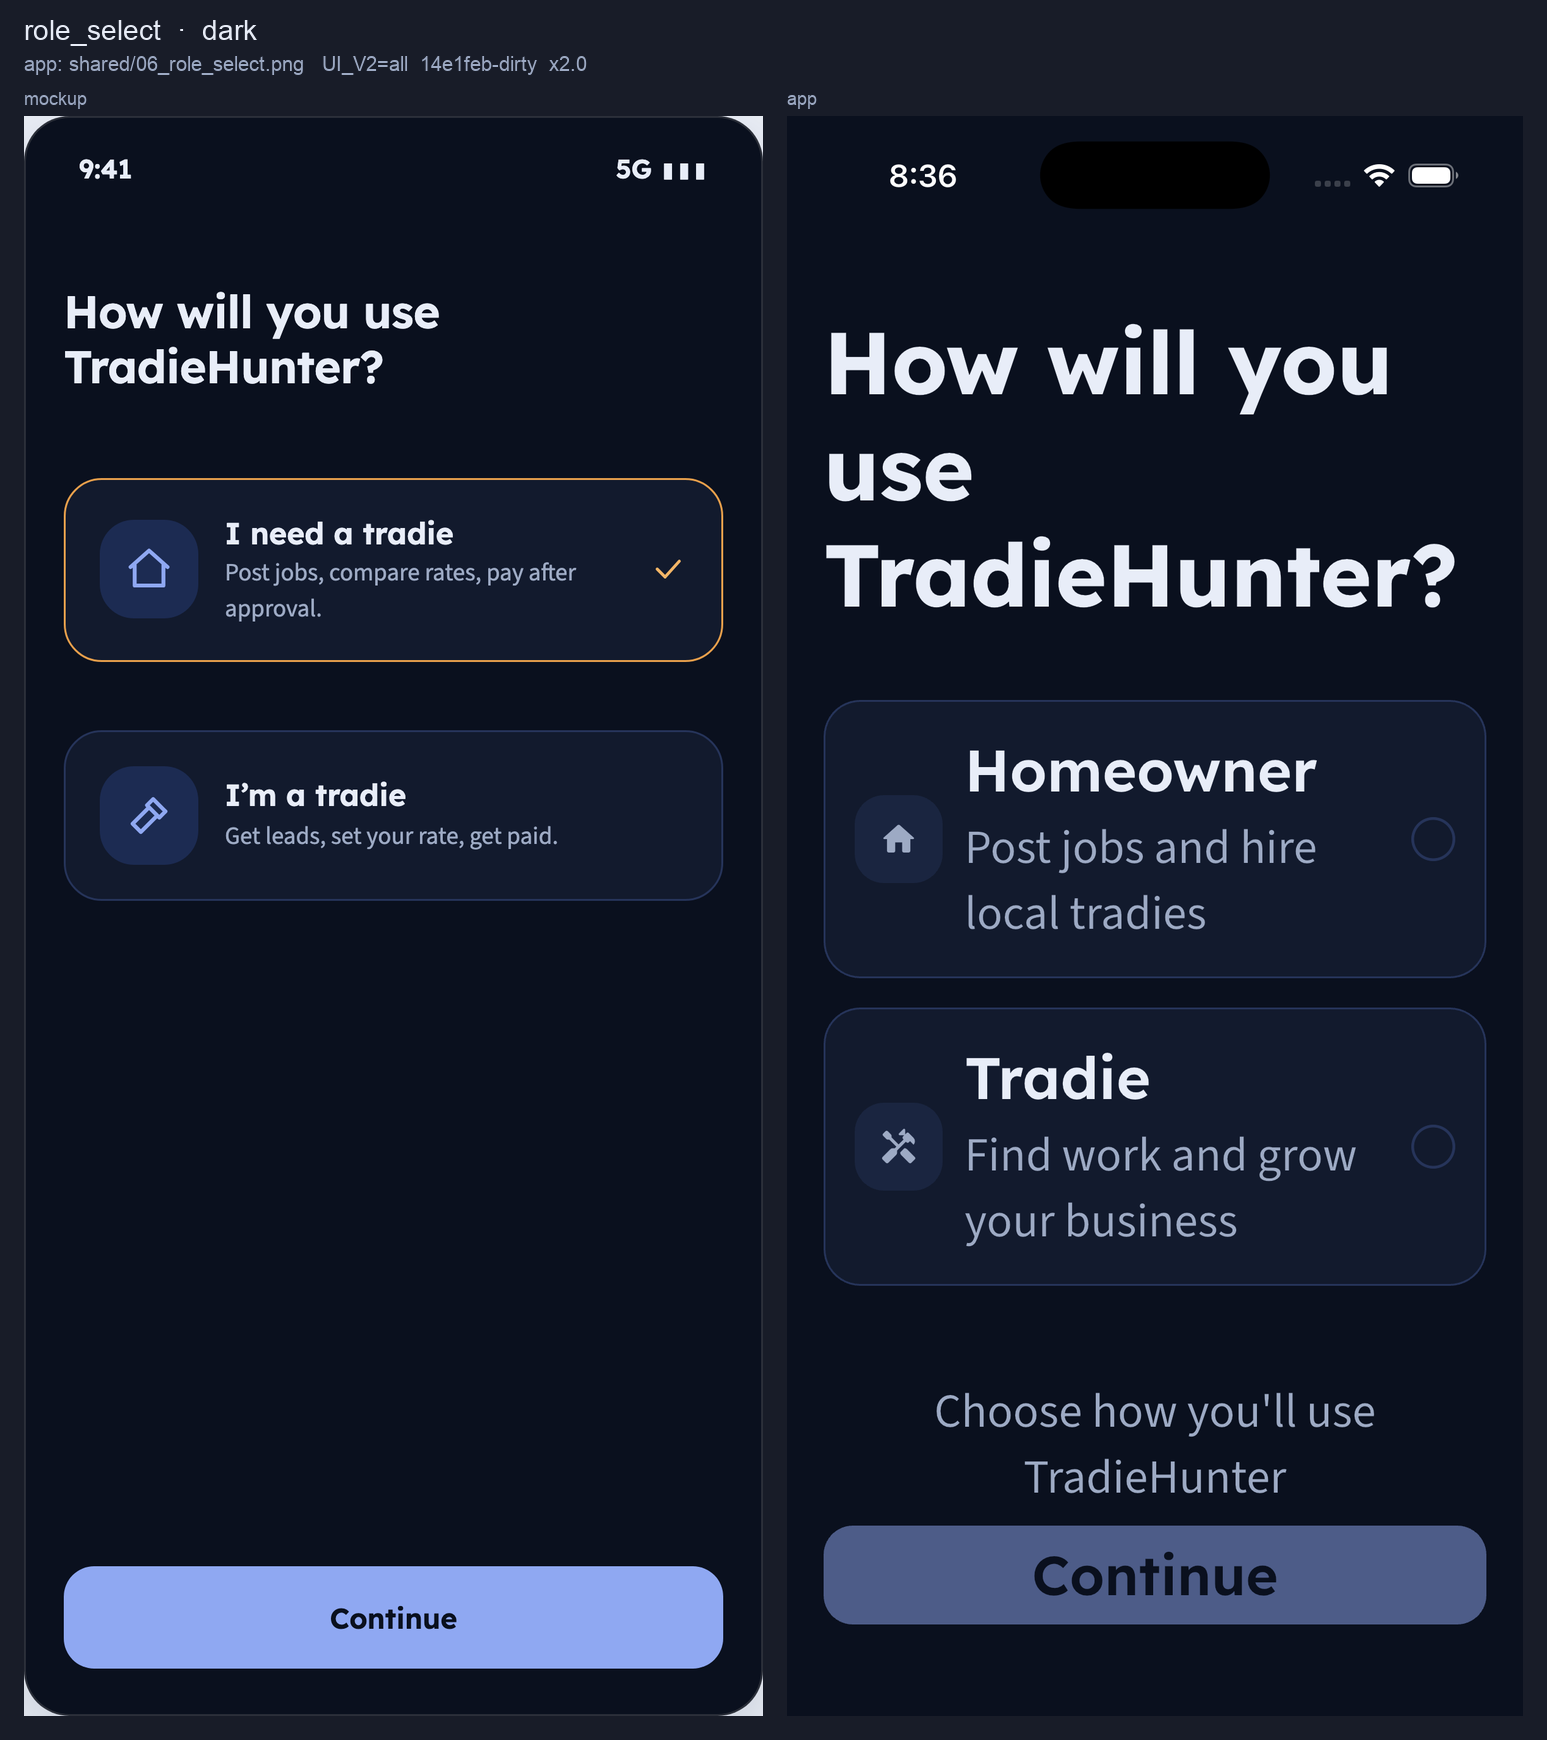 role_select · dark
app: shared/06_role_select.png UI_V2=all 14e1feb-dirty x2.0
mockup
9:41
5G
How will you use
TradieHunter?
I need a tradie
Post jobs, compare rates, pay after
approval.
I’m a tradie
Get leads, set your rate, get paid.
Continue
app
8:36
How will you
use
TradieHunter?
Homeowner
Post jobs and hire
local tradies
Tradie
Find work and grow
your business
Choose how you'll use
TradieHunter
Continue